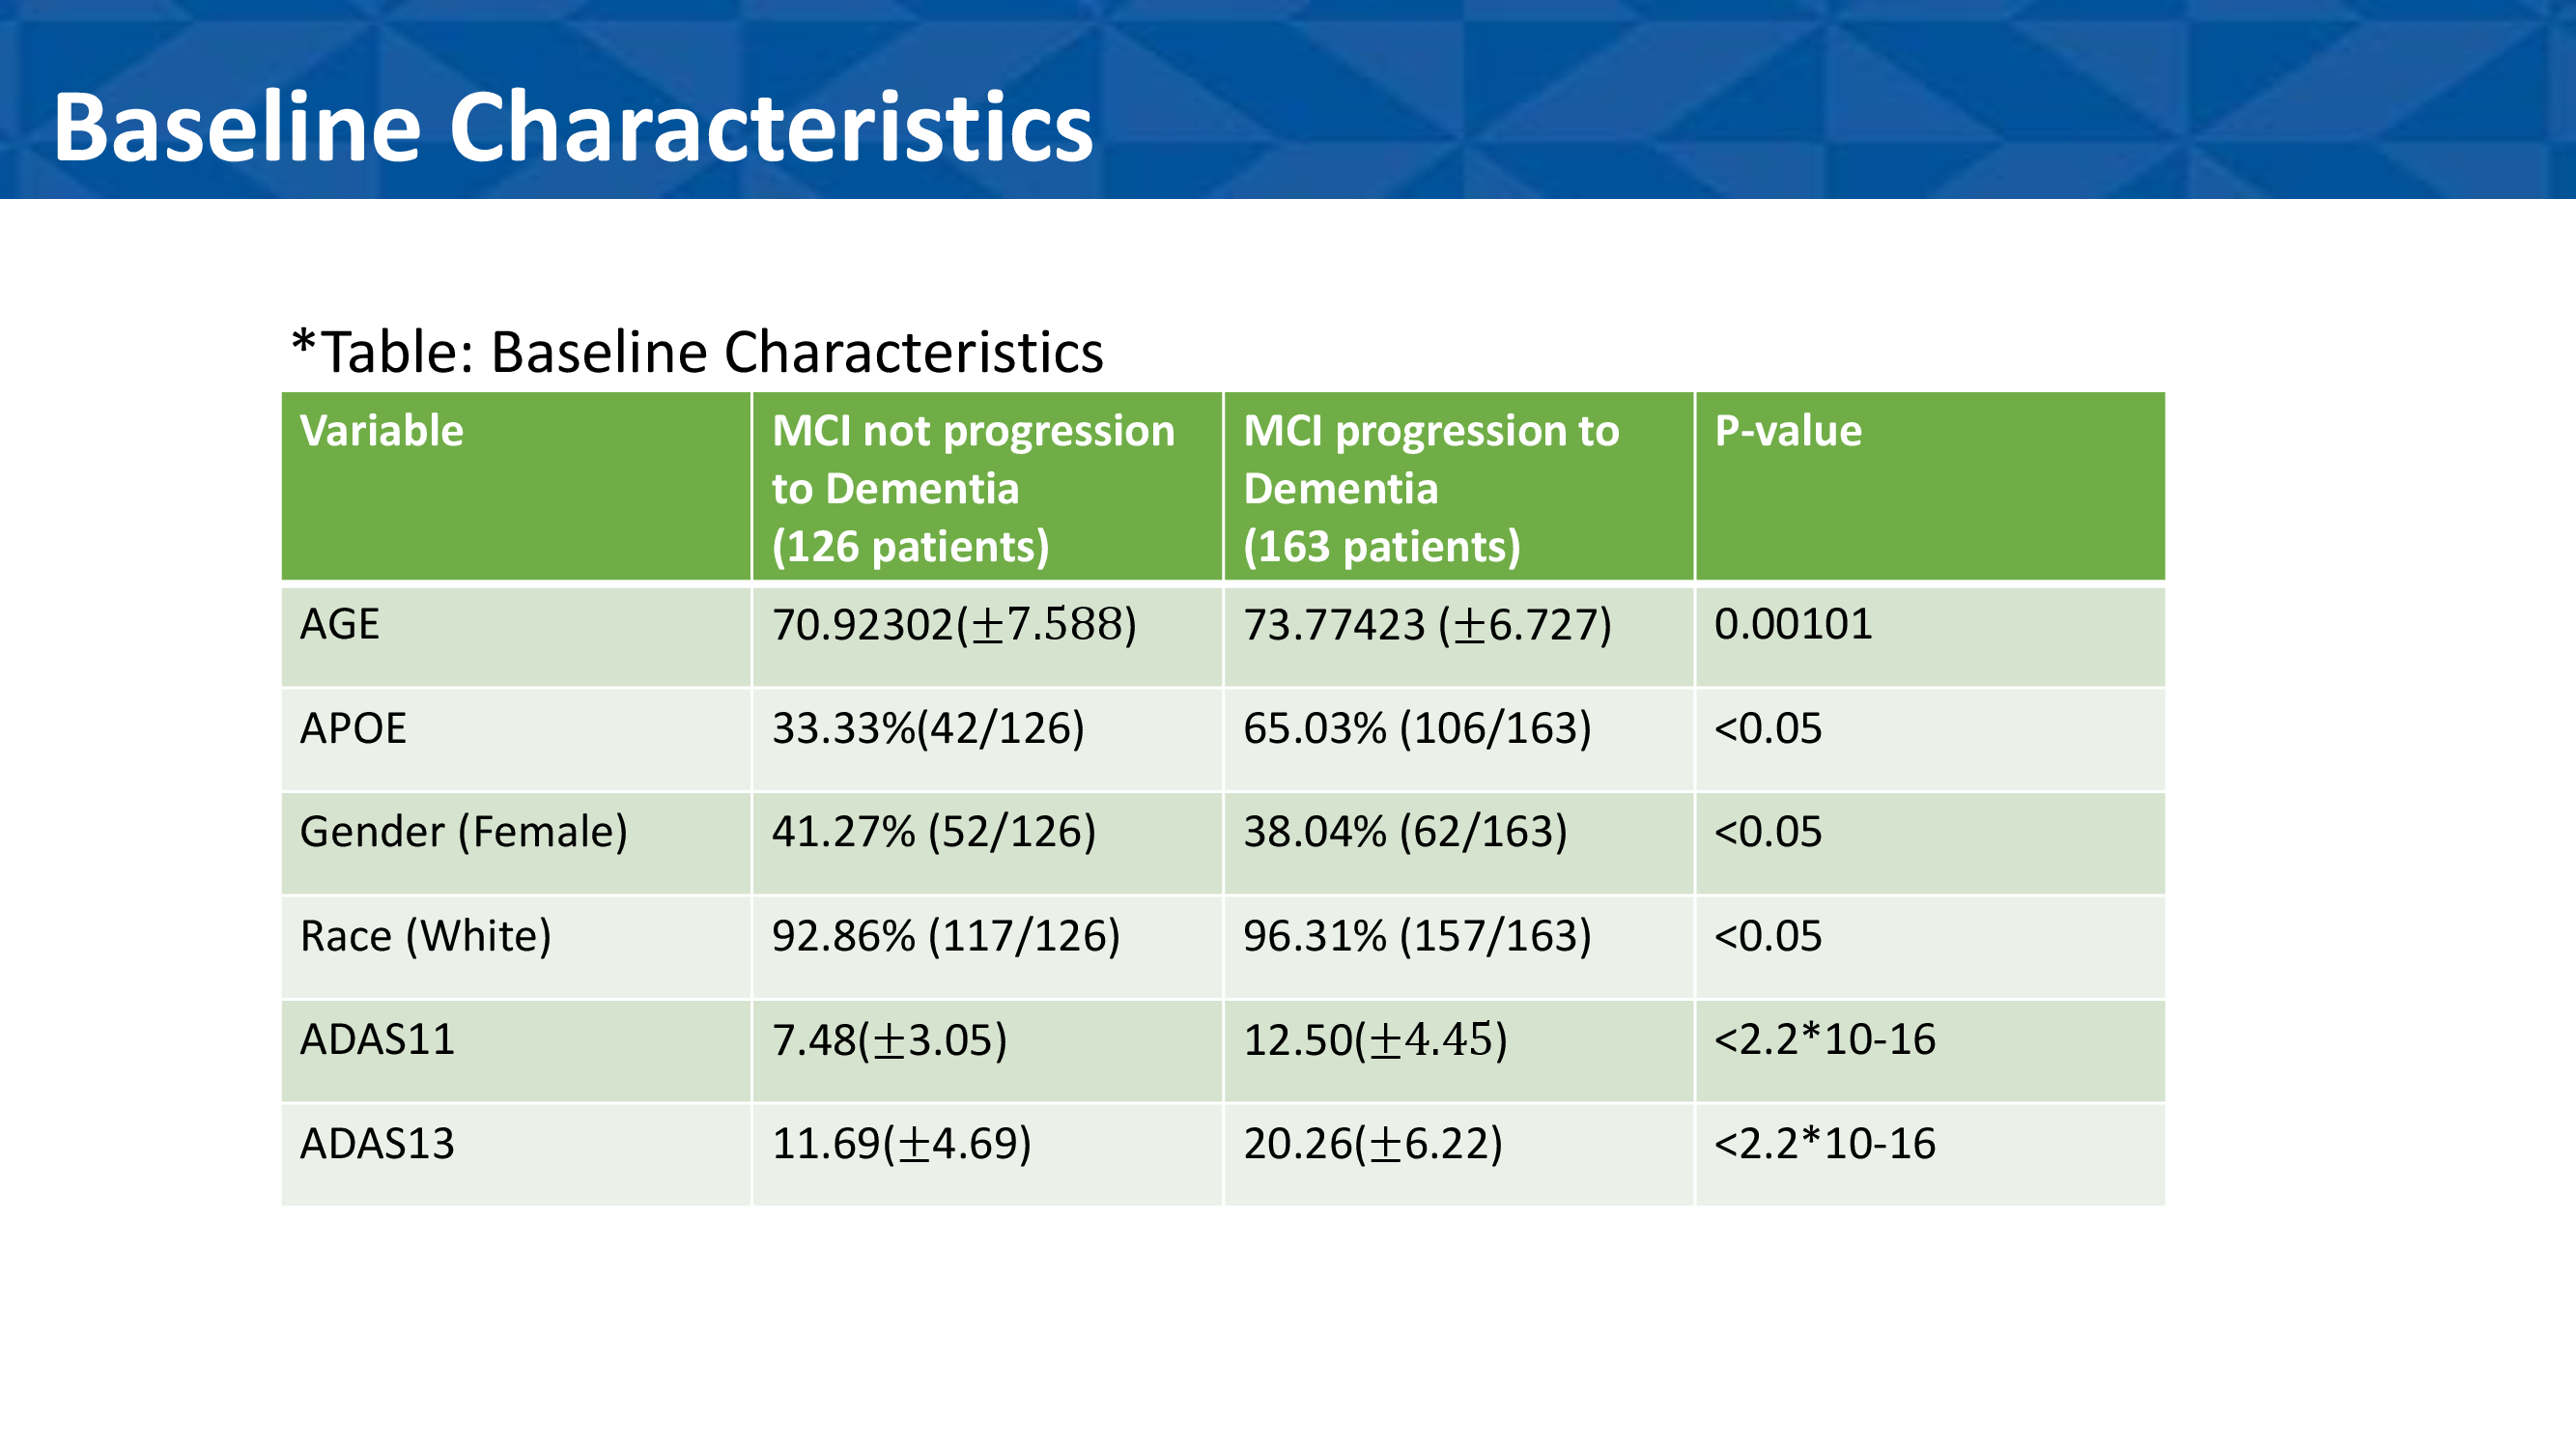 Baseline Characteristics
*Table: Baseline Characteristics
Variable
MCI not progression
to Dementia
(126 patients)
MCI progression to
Dementia
(163 patients)
P-value
AGE
70.92302(±7.588)
73.77423 (±6.727)
0.00101
APOE
33.33%(42/126)
65.03% (106/163)
<0.05
Gender (Female)
41.27% (52/126)
38.04% (62/163)
<0.05
Race (White)
92.86% (117/126)
96.31% (157/163)
<0.05
ADAS11
7.48(±3.05)
12.50(±4.45)
<2.2*10-16
ADAS13
11.69(±4.69)
20.26(±6.22)
<2.2*10-16